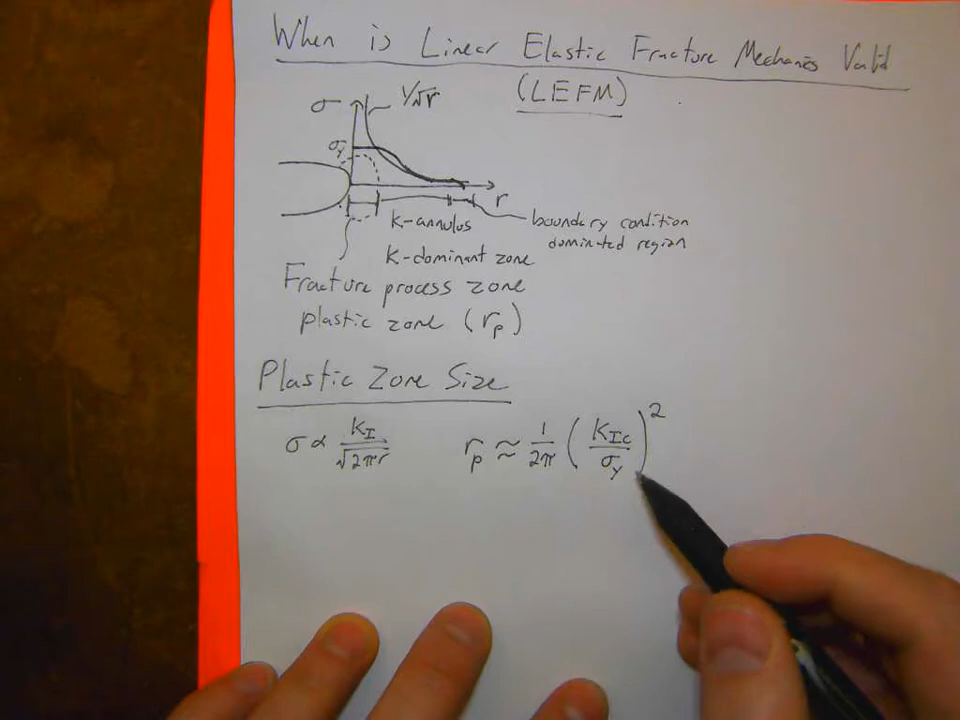 When is Linear Elastic Fracture Mechanics Valid
(LEFM)
σ
1/√r
σy
r
K-annulus
boundary condition
dominated region
K-dominant zone
Fracture process zone
plastic zone (rp)
Plastic Zone Size
σ ∝ KI/√2πr rp ≈ 1/2π (KIc/σy)²